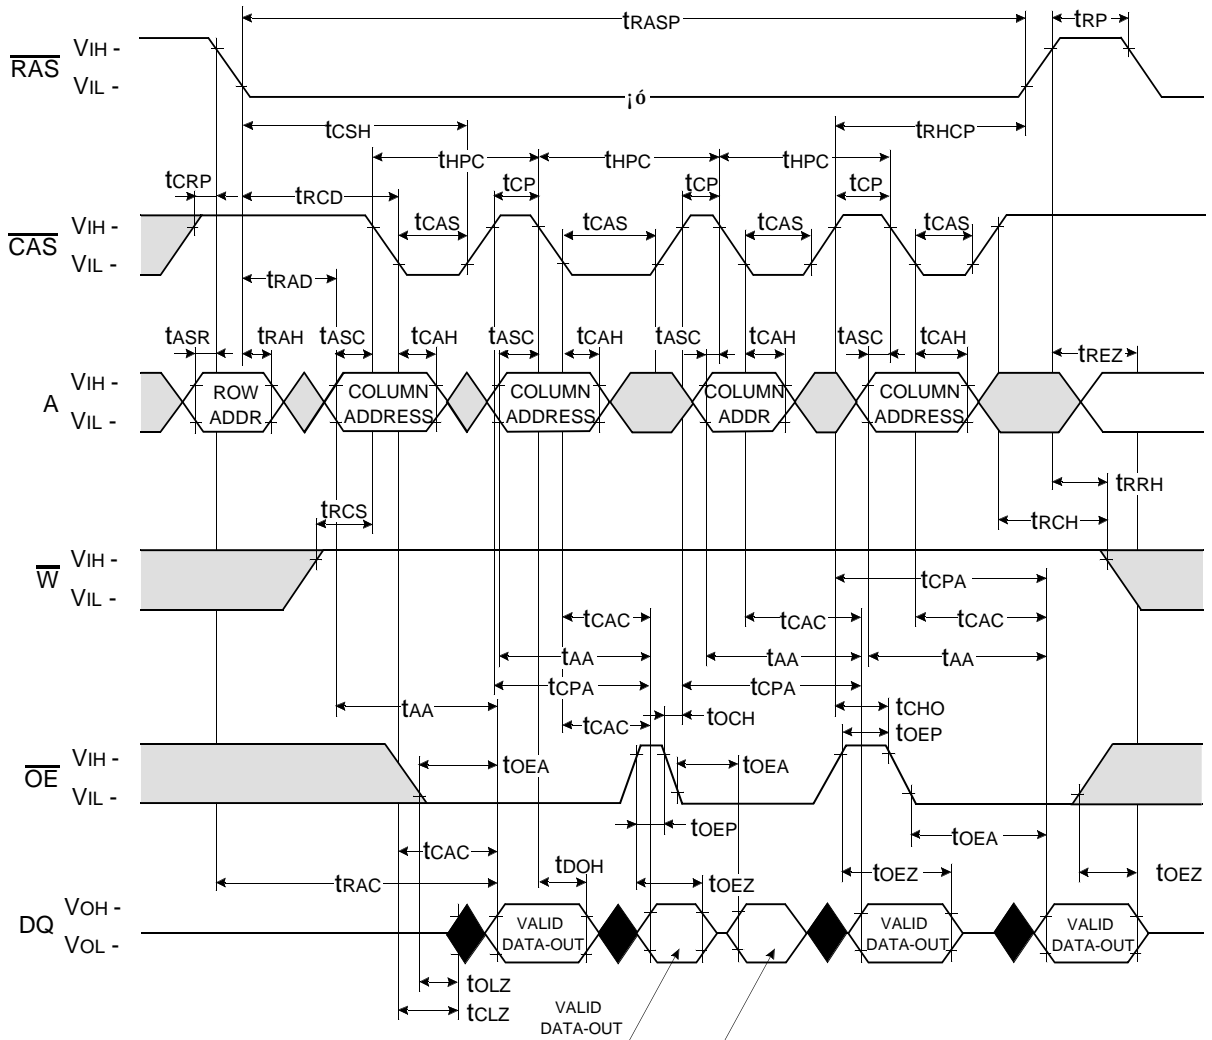 tRASP
tRP
RAS
VIH -
VIL -
¡ó
tCSH
tRHCP
tHPC
tHPC
tHPC
tCRP
tRCD
tCP
tCP
tCP
CAS
VIH -
VIL -
tCAS
tCAS
tCAS
tCAS
tRAD
tASR
tRAH
tASC
tCAH
tASC
tCAH
tASC
tCAH
tASC
tCAH
tREZ
A
VIH -
VIL -
ROW
ADDR
COLUMN
ADDRESS
COLUMN
ADDRESS
COLUMN
ADDR
COLUMN
ADDRESS
tRRH
tRCS
tRCH
W
VIH -
VIL -
tCPA
tCAC
tCAC
tCAC
tAA
tAA
tAA
tCPA
tCPA
tAA
tCAC
tOCH
tCHO
tOEP
OE
VIH -
VIL -
tOEA
tOEA
tOEP
tOEA
tCAC
tDOH
tRAC
tOEZ
tOEZ
tOEZ
DQ
VOH -
VOL -
VALID
DATA-OUT
VALID
DATA-OUT
VALID
DATA-OUT
tOLZ
tCLZ
VALID
DATA-OUT